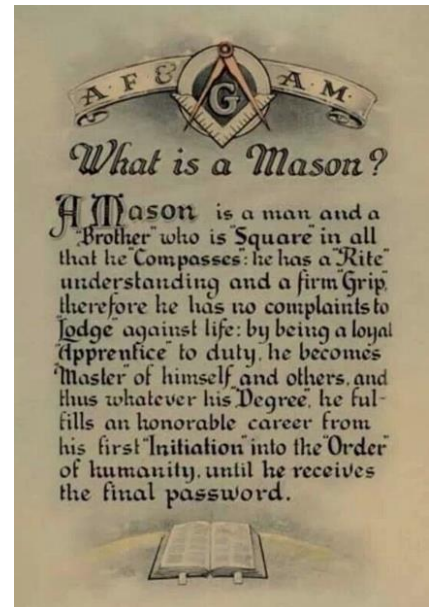 A · F · & A · M ·
G
What is a Mason?
A Mason is a man and a
"Brother" who is "Square" in all
that he "Compasses": he has a "Rite"
understanding and a firm "Grip,
therefore he has no complaints to
"Lodge" against life: by being a loyal
"Apprentice" to duty, he becomes
"Master" of himself and others, and
thus whatever his "Degree", he ful-
fills an honorable career from
his first "Initiation" into the "Order"
of humanity, until he receives
the final password.